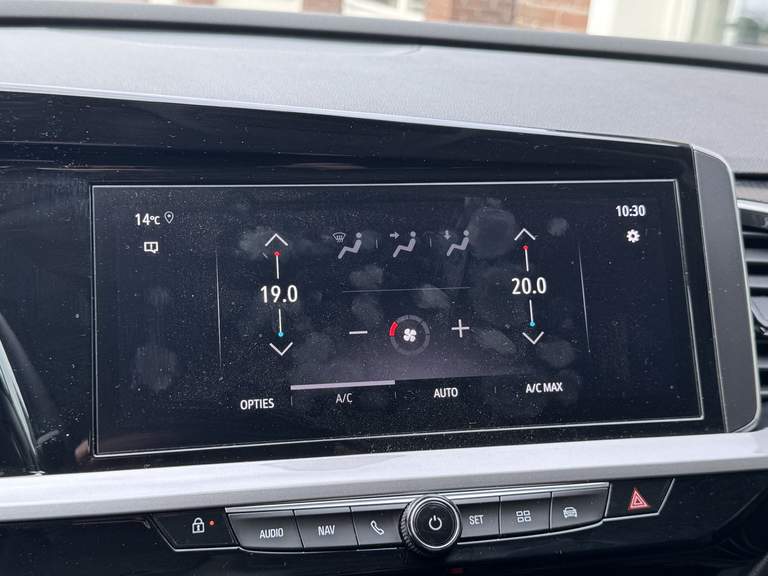 14°C
10:30
19.0
20.0
OPTIES
A/C
AUTO
A/C MAX
AUDIO
NAV
SET